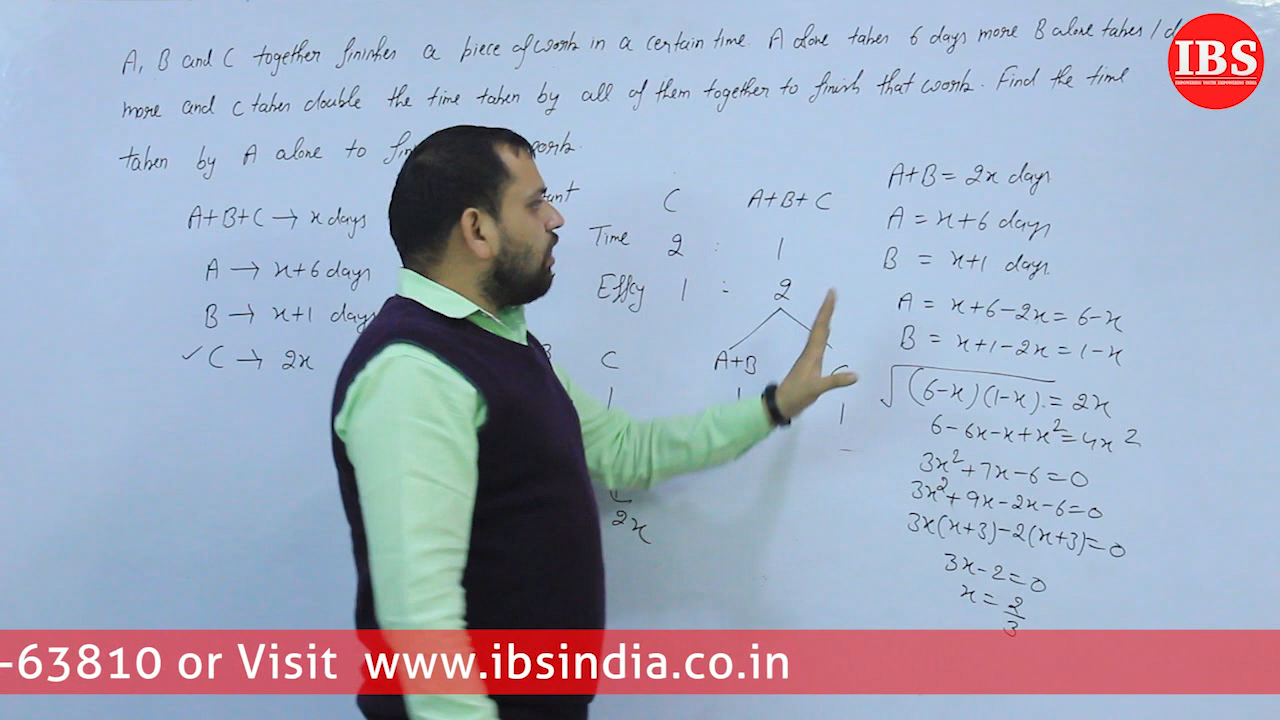 A, B and C together finishes a piece of work in a certain time. A alone takes 6 days more B alone takes 1 d
more and C takes double the time taken by all of them together to finish that work. Find the time
taken by A alone to work.
IBS
A+B+C → x days
A → x+6 days
B → x+1 days
✓ C → 2x
C A+B+C
Time 2 : 1
Effcy 1 : 2
B C A+B C
1 1 1
2x
A+B = 2x days
A = x+6 days
B = x+1 days
A = x+6-2x = 6-x
B = x+1-2x = 1-x
√(6-x)(1-x) = 2x
6-6x-x+x² = 4x²
3x²+7x-6=0
3x²+9x-2x-6=0
3x(x+3)-2(x+3)=0
3x-2=0
x = 2/3
-63810 or Visit www.ibsindia.co.in